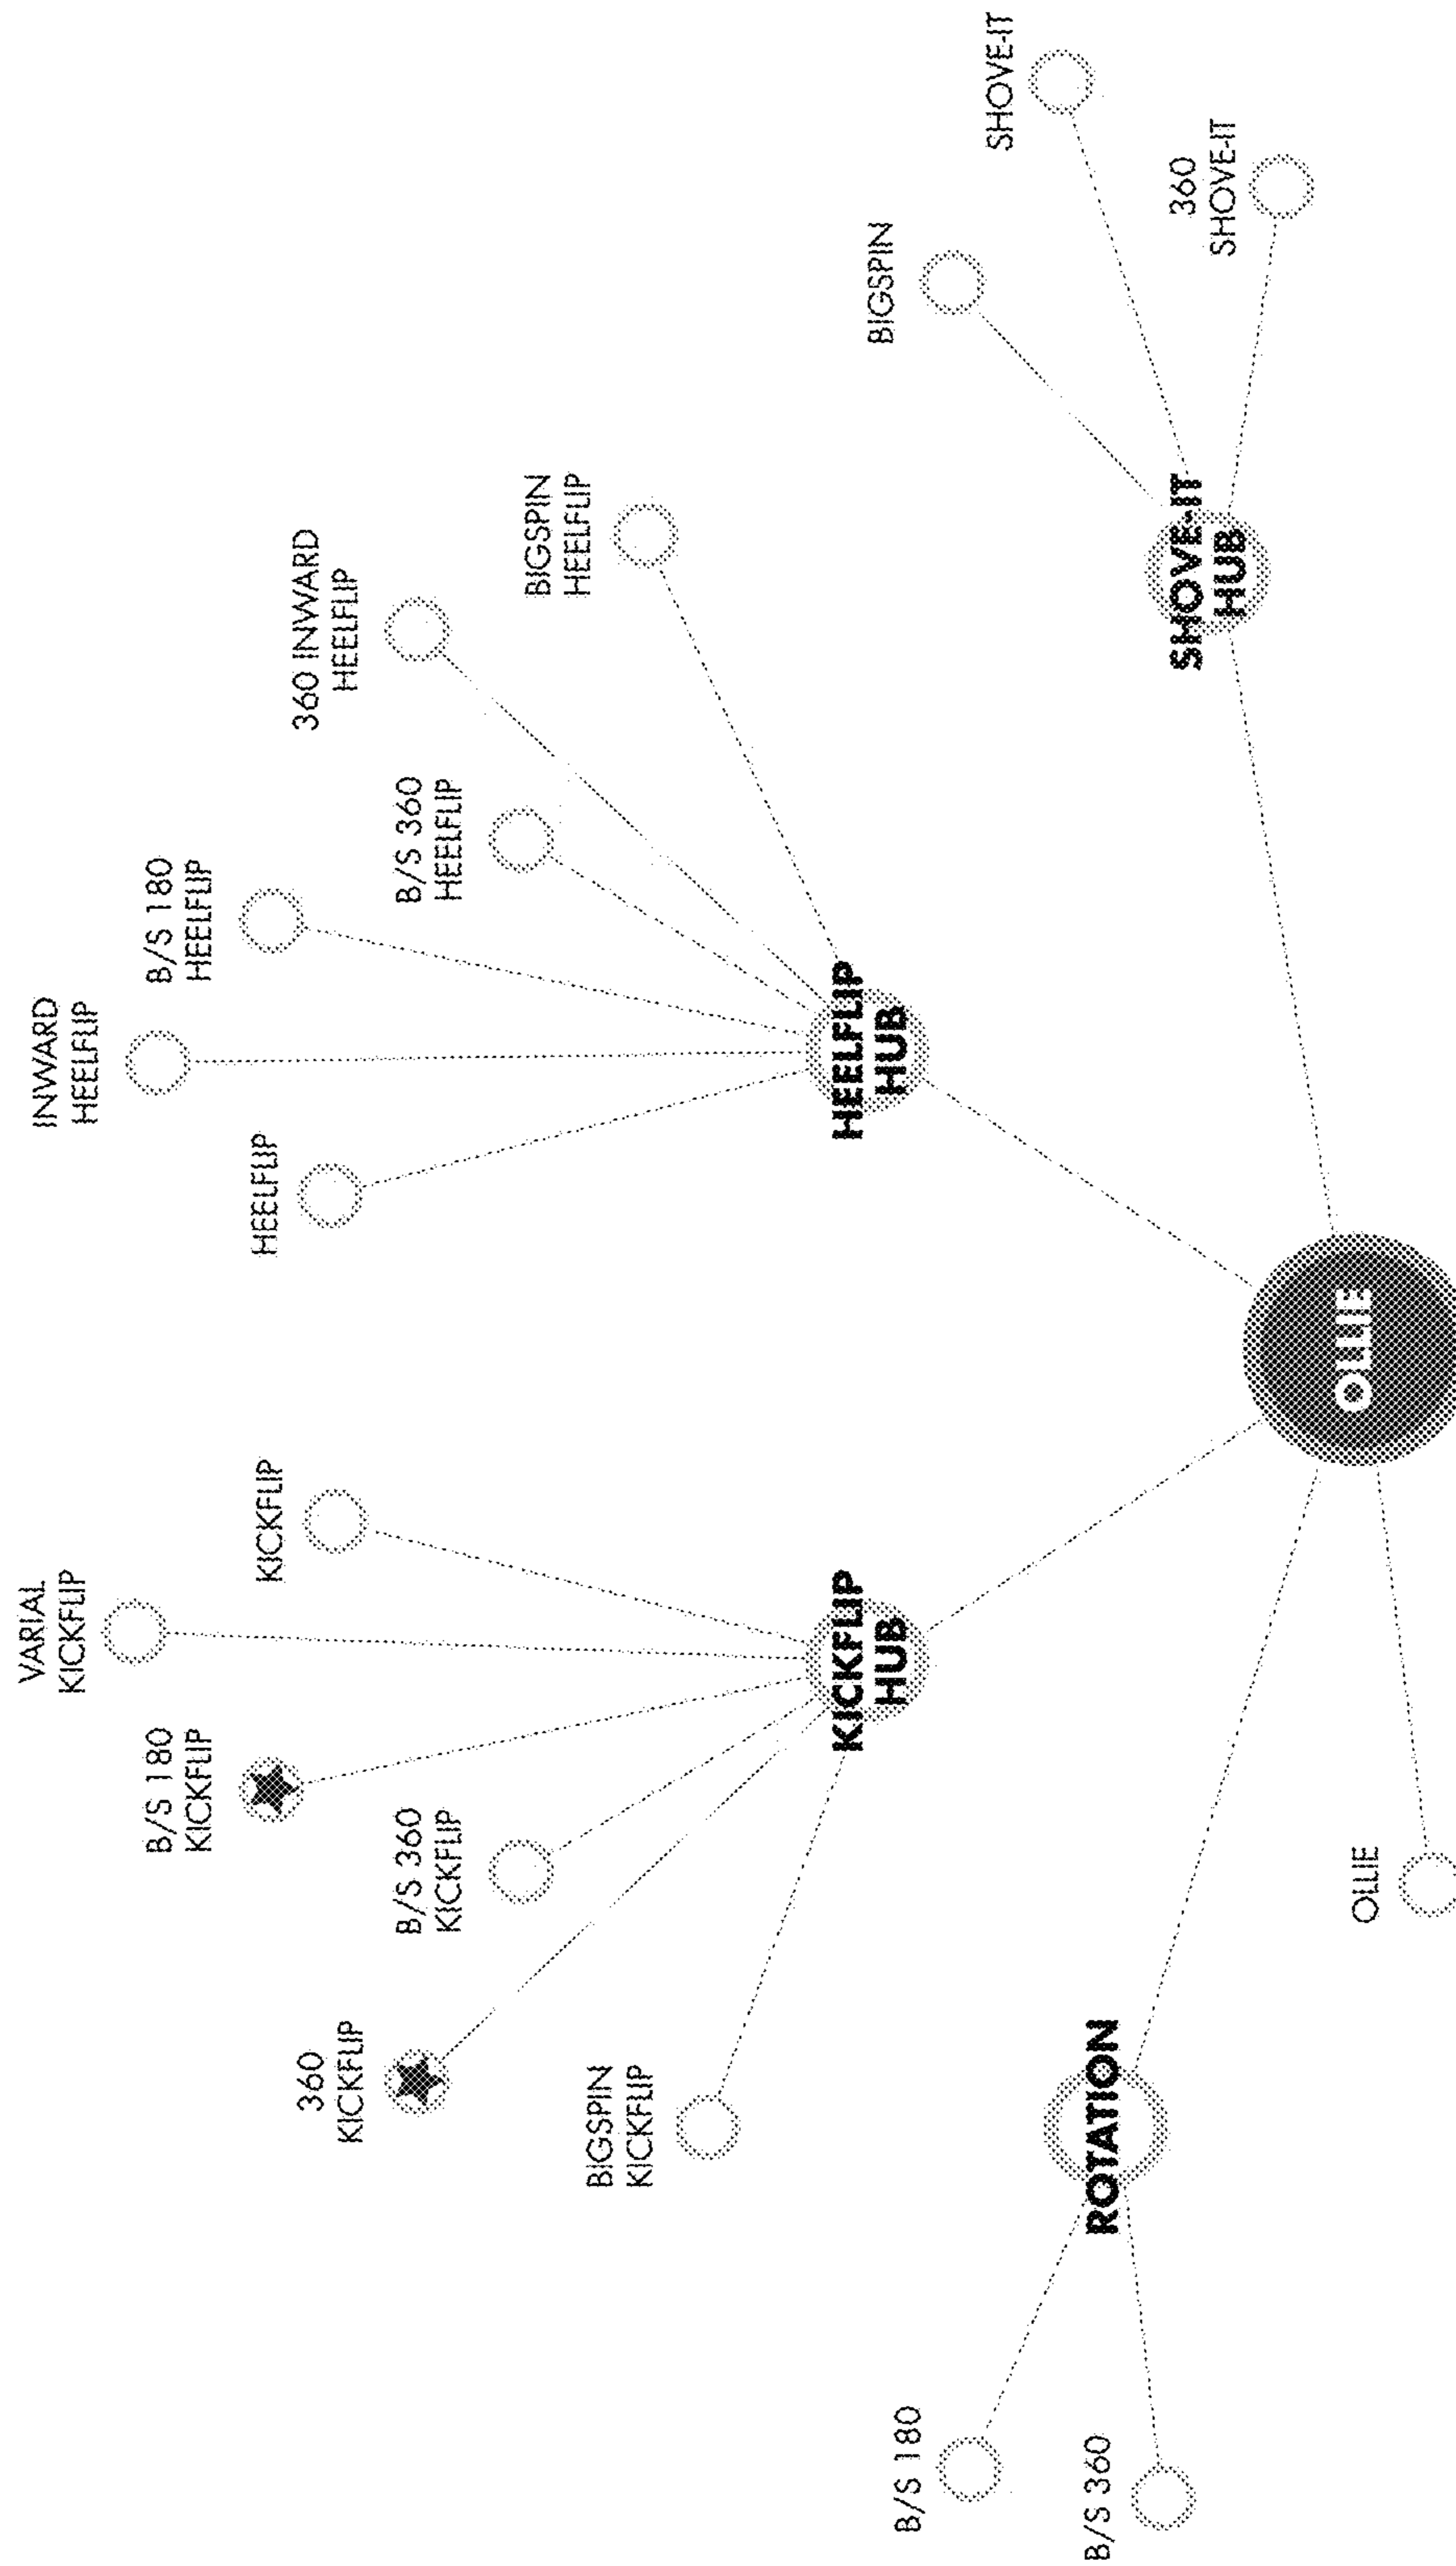 VARIAL
KICKFLIP
INWARD
HEELFLIP
B/S 180
KICKFLIP
B/S 180
HEELFLIP
KICKFLIP
HEELFLIP
360
KICKFLIP
360 INWARD
HEELFLIP
B/S 360
KICKFLIP
B/S 360
HEELFLIP
BIGSPIN
KICKFLIP
BIGSPIN
HEELFLIP
KICKFLIP
HUB
HEELFLIP
HUB
BIGSPIN
SHOVE-IT
B/S 180
B/S 360
ROTATION
SHOVE-IT
HUB
360
SHOVE-IT
OLLIE
OLLIE